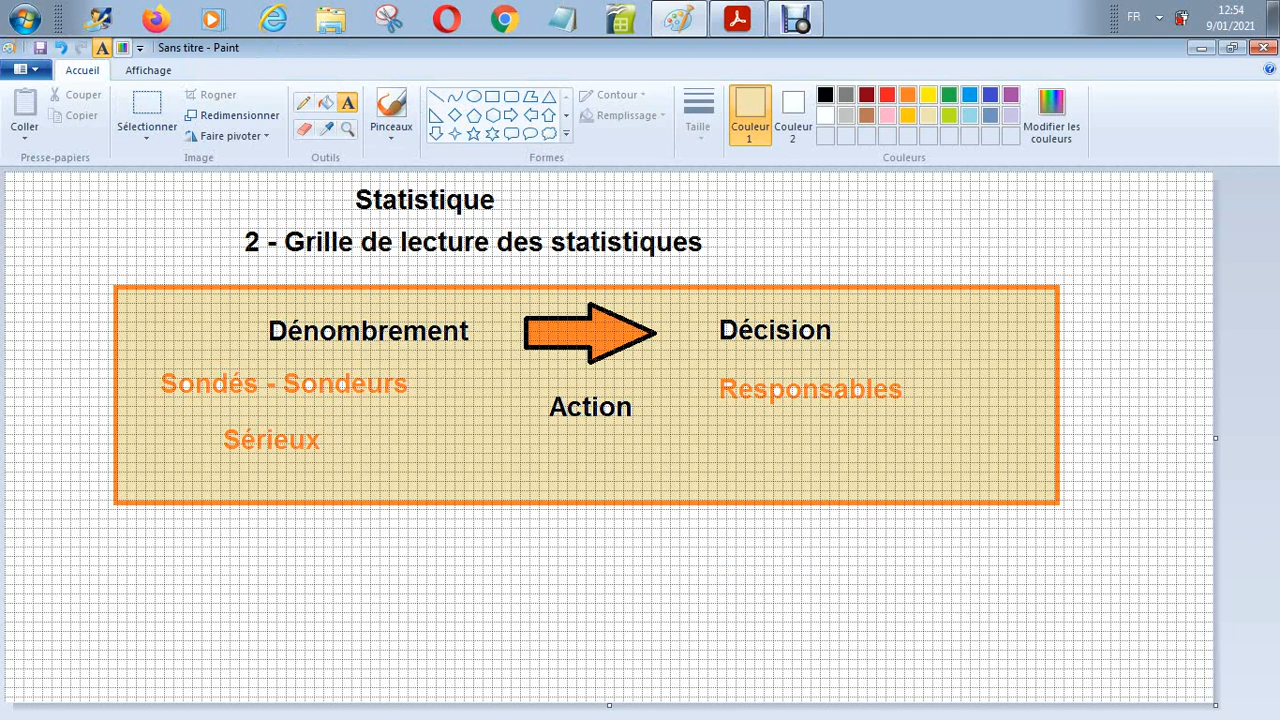 FR
12:54
9/01/2021
Sans titre - Paint
Accueil
Affichage
Coller
Couper
Copier
Presse-papiers
Sélectionner
Rogner
Redimensionner
Faire pivoter
Image
A
Outils
Pinceaux
Contour
Remplissage
Formes
Taille
Couleur 1
Couleur 2
Modifier les couleurs
Couleurs
Statistique
2 - Grille de lecture des statistiques
Dénombrement
Décision
Sondés - Sondeurs
Responsables
Action
Sérieux